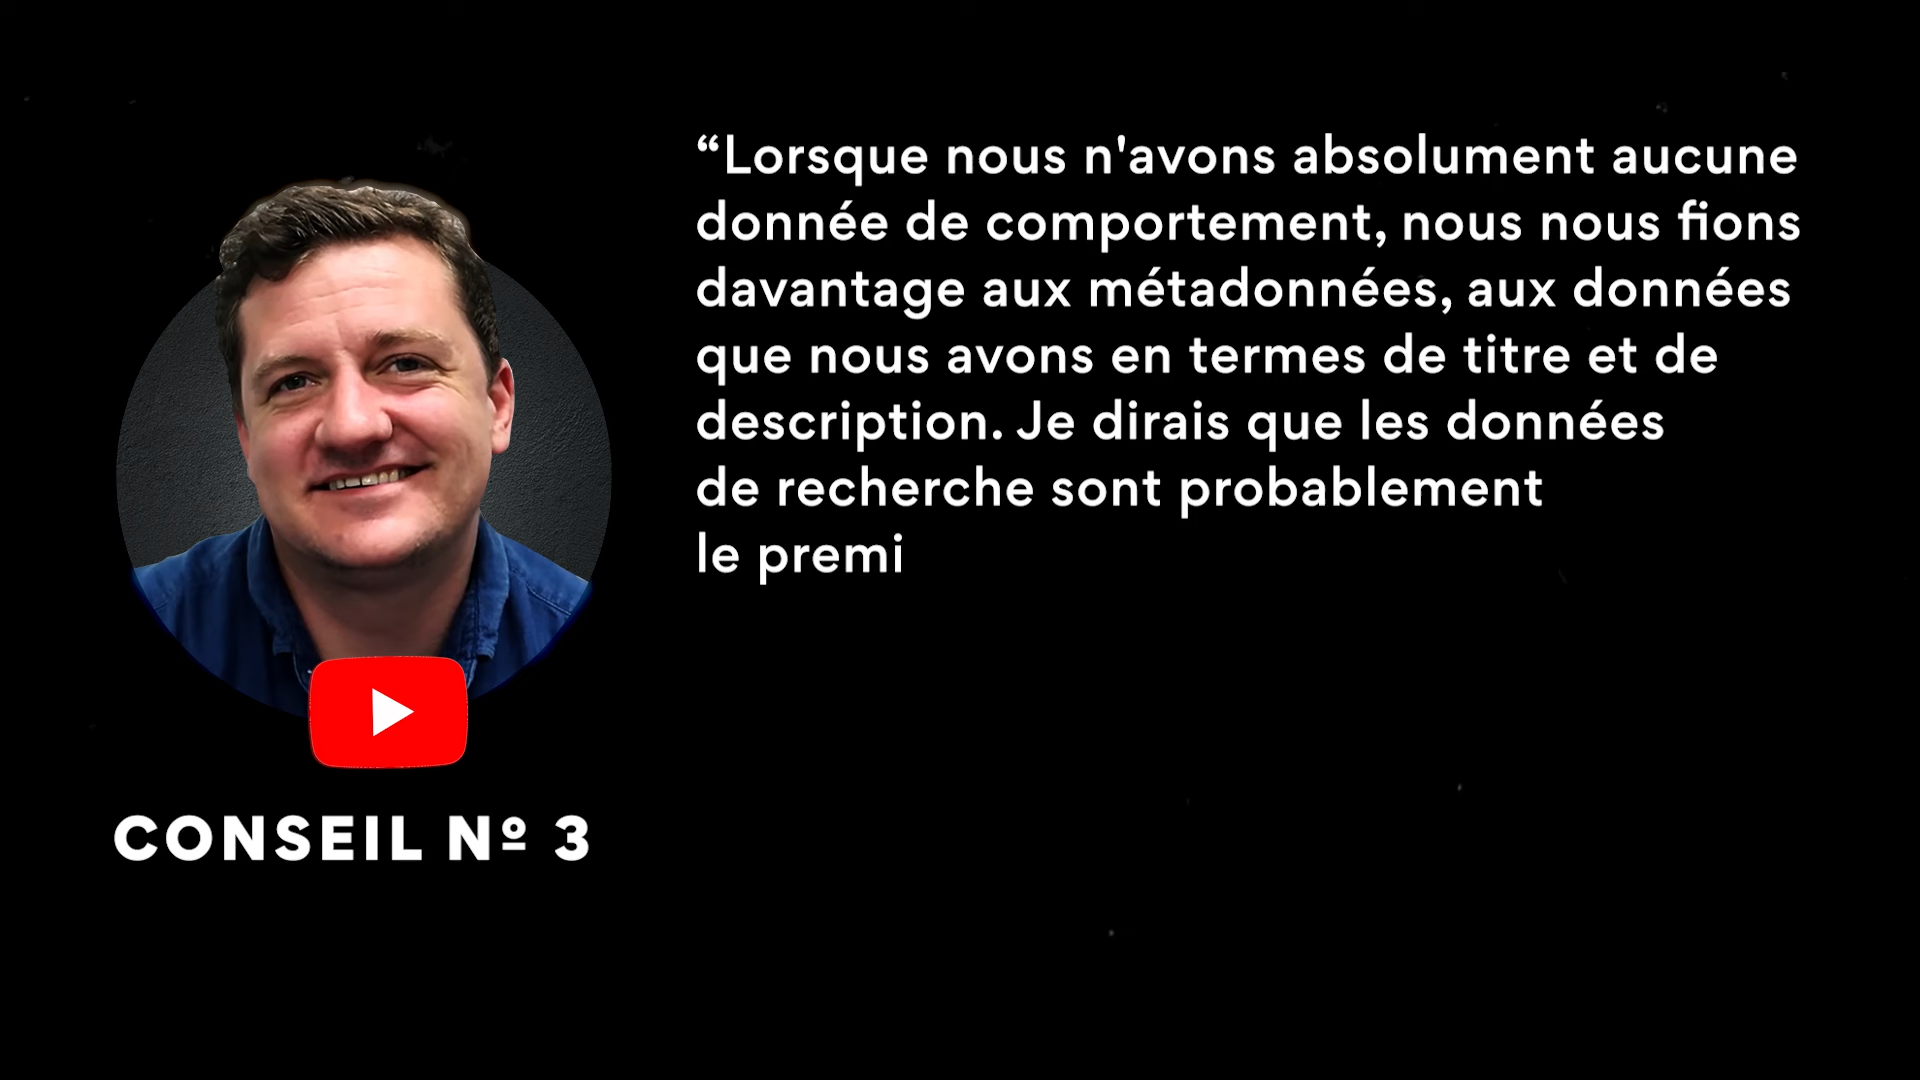 “Lorsque nous n'avons absolument aucune
donnée de comportement, nous nous fions
davantage aux métadonnées, aux données
que nous avons en termes de titre et de
description. Je dirais que les données
de recherche sont probablement
le premi
CONSEIL Nº 3